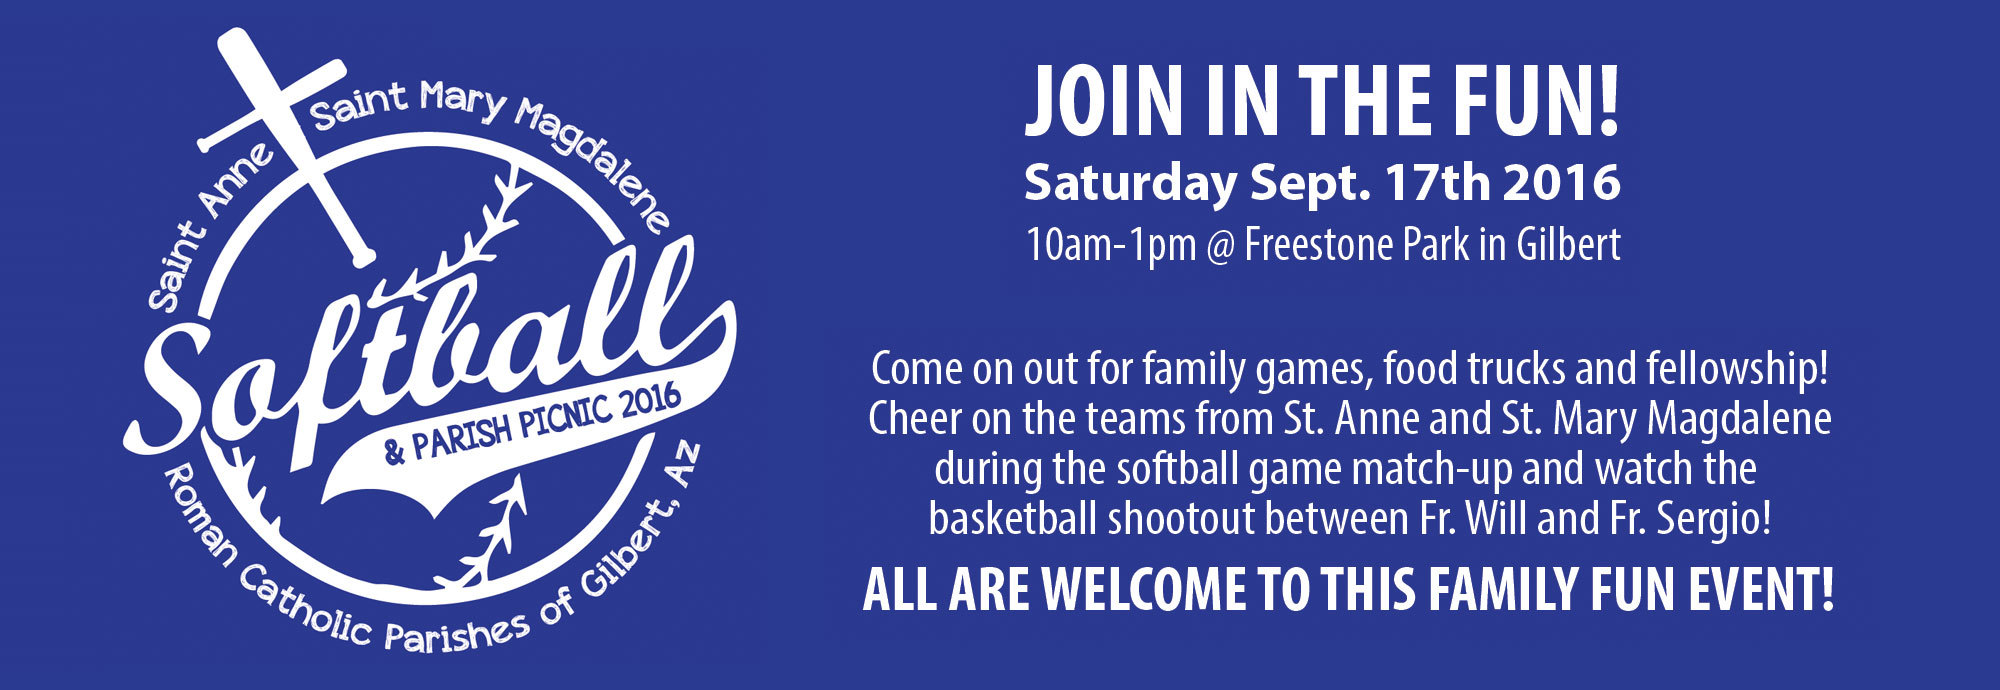 Saint Anne
Saint Mary Magdalene
Softball
& PARISH PICNIC 2016
Roman Catholic Parishes of Gilbert, Az
JOIN IN THE FUN!
Saturday Sept. 17th 2016
10am-1pm @ Freestone Park in Gilbert
Come on out for family games, food trucks and fellowship!
Cheer on the teams from St. Anne and St. Mary Magdalene
during the softball game match-up and watch the
basketball shootout between Fr. Will and Fr. Sergio!
ALL ARE WELCOME TO THIS FAMILY FUN EVENT!